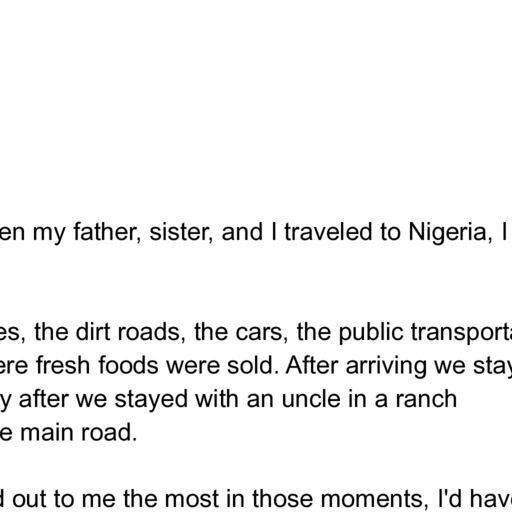 en my father, sister, and I traveled to Nigeria, I
es, the dirt roads, the cars, the public transport
ere fresh foods were sold. After arriving we stay
y after we stayed with an uncle in a ranch
e main road.
d out to me the most in those moments, I'd hav